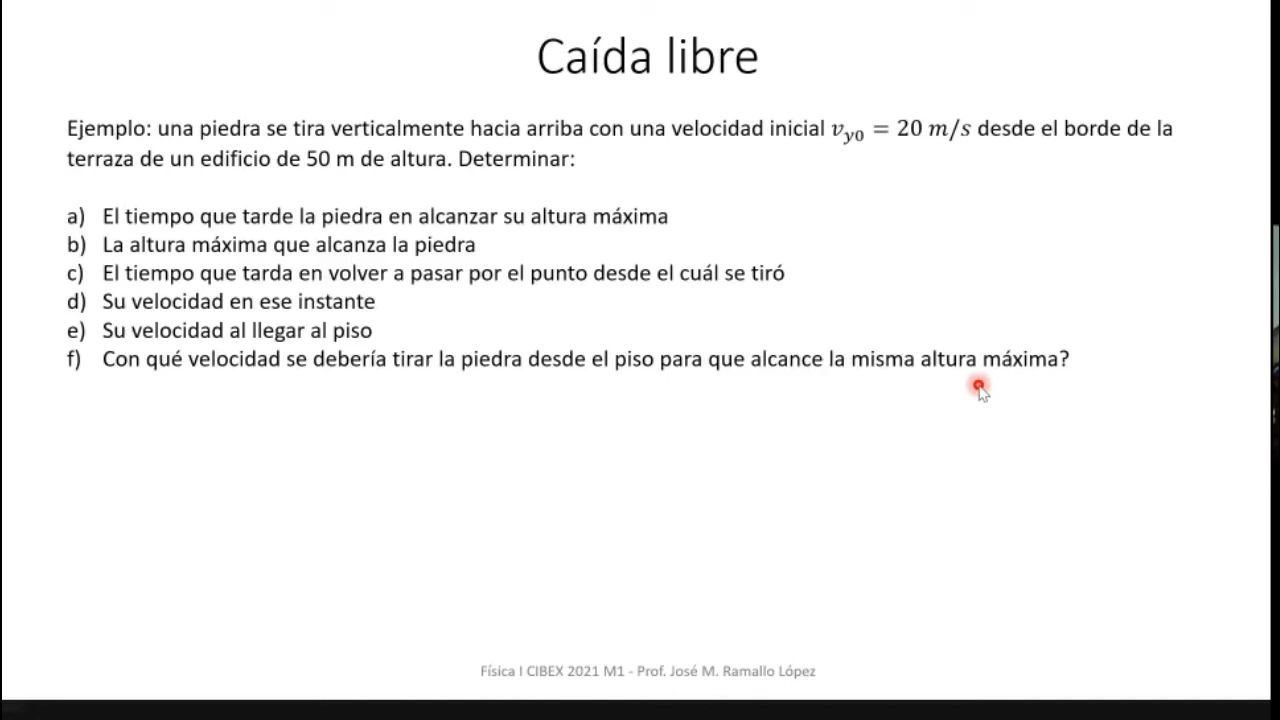 Caída libre
Ejemplo: una piedra se tira verticalmente hacia arriba con una velocidad inicial v_{y0} = 20 m/s desde el borde de la
terraza de un edificio de 50 m de altura. Determinar:
a) El tiempo que tarde la piedra en alcanzar su altura máxima
b) La altura máxima que alcanza la piedra
c) El tiempo que tarda en volver a pasar por el punto desde el cuál se tiró
d) Su velocidad en ese instante
e) Su velocidad al llegar al piso
f) Con qué velocidad se debería tirar la piedra desde el piso para que alcance la misma altura máxima?
Física I CIBEX 2021 M1 - Prof. José M. Ramallo López